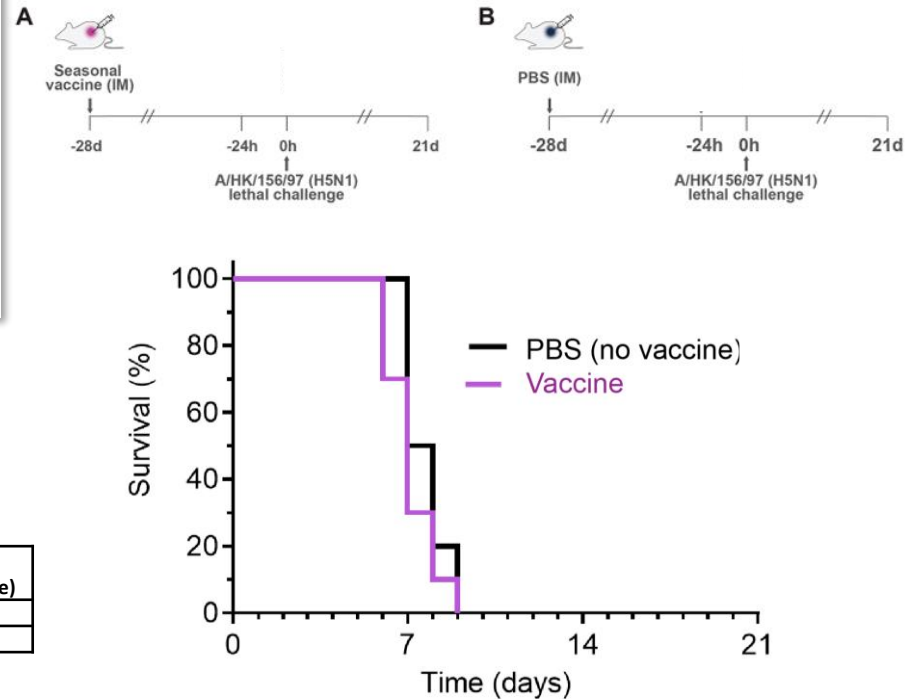 A
Seasonal
vaccine (IM)
-28d
-24h
0h
21d
A/HK/156/97 (H5N1)
lethal challenge
B
PBS (IM)
-28d
-24h
0h
21d
A/HK/156/97 (H5N1)
lethal challenge
100
80
60
40
20
0
Survival (%)
PBS (no vaccine)
Vaccine
0
7
14
21
Time (days)
e)